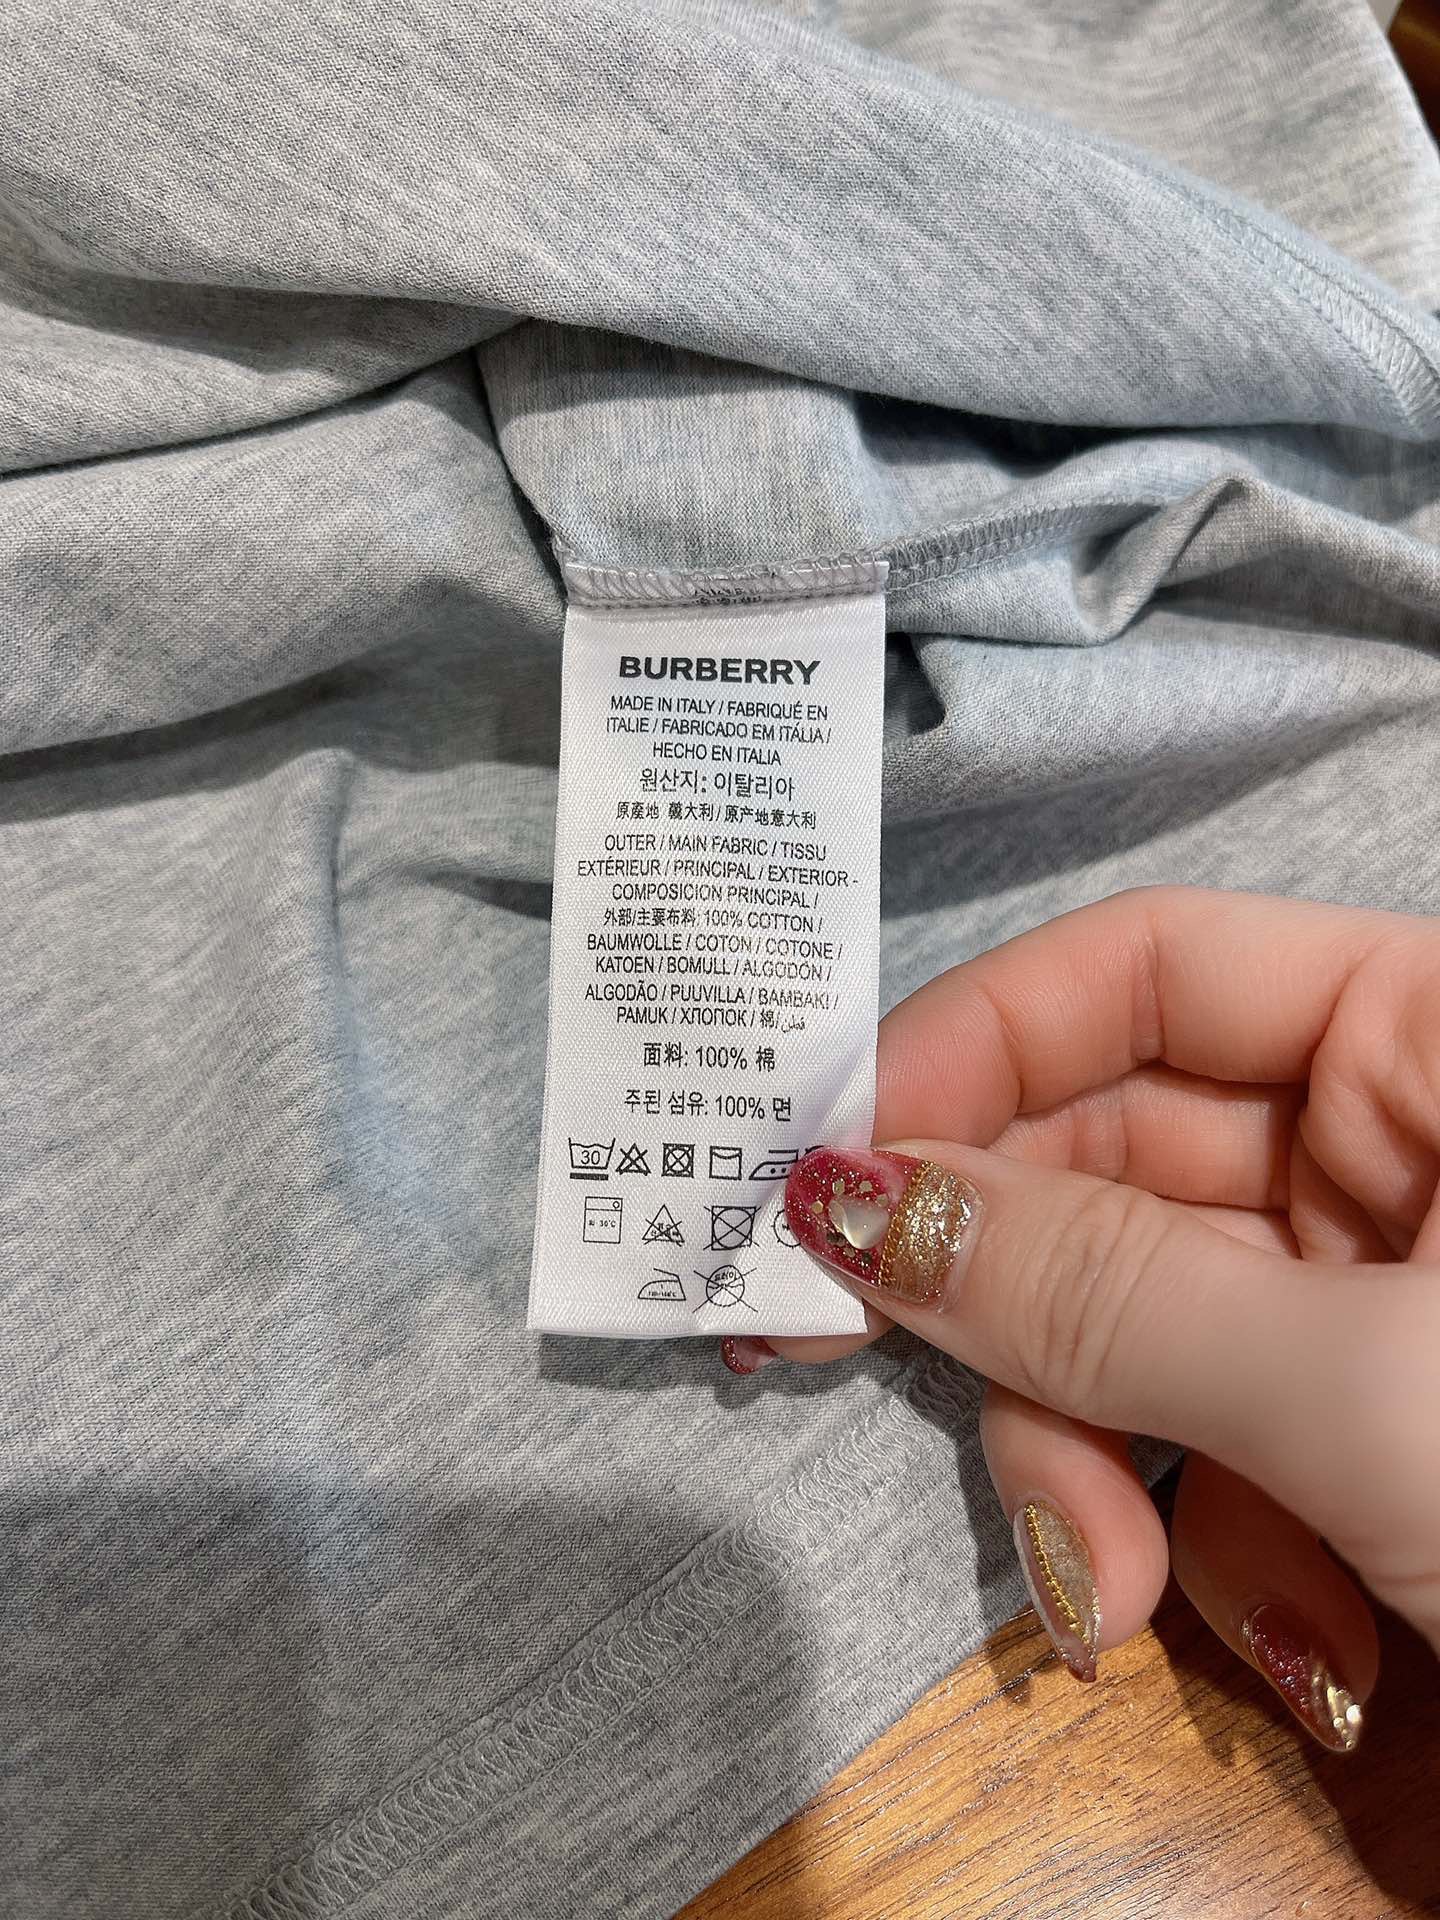 BURBERRY
MADE IN ITALY / FABRIQUÉ EN
ITALIE / FABRICADO EM ITÁLIA /
HECHO EN ITALIA
원산지: 이탈리아
原產地 義大利 / 原产地意大利
OUTER / MAIN FABRIC / TISSU
EXTÉRIEUR / PRINCIPAL / EXTERIOR -
COMPOSICION PRINCIPAL /
外部/主要布料: 100% COTTON /
BAUMWOLLE / COTON / COTONE /
KATOEN / BOMULL / ALGODÓN /
ALGODÃO / PUUVILLA / BAMBAKI /
PAMUK / ХЛОПОК / 綿/ قطن
面料: 100% 棉
주된 섬유: 100% 면
30